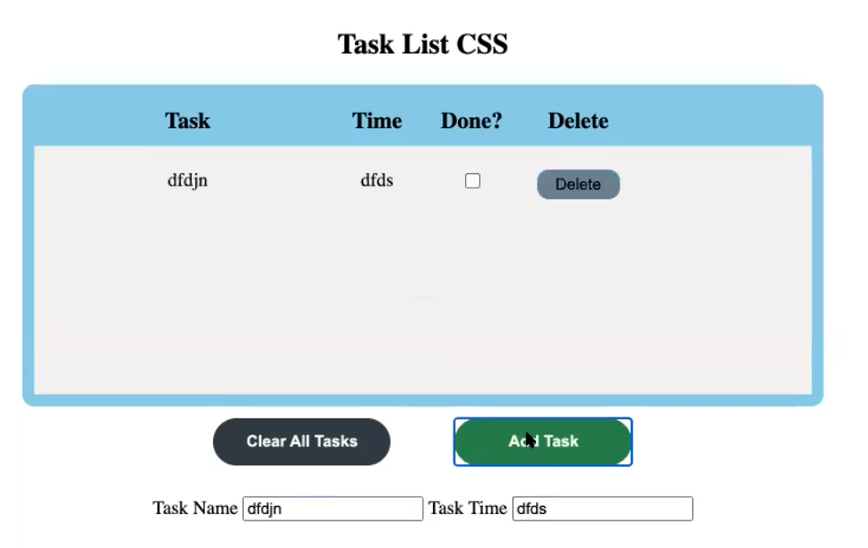 Task List CSS
Task Time Done? Delete
dfdjn dfds Delete
Clear All Tasks Add Task
Task Name dfdjn Task Time dfds